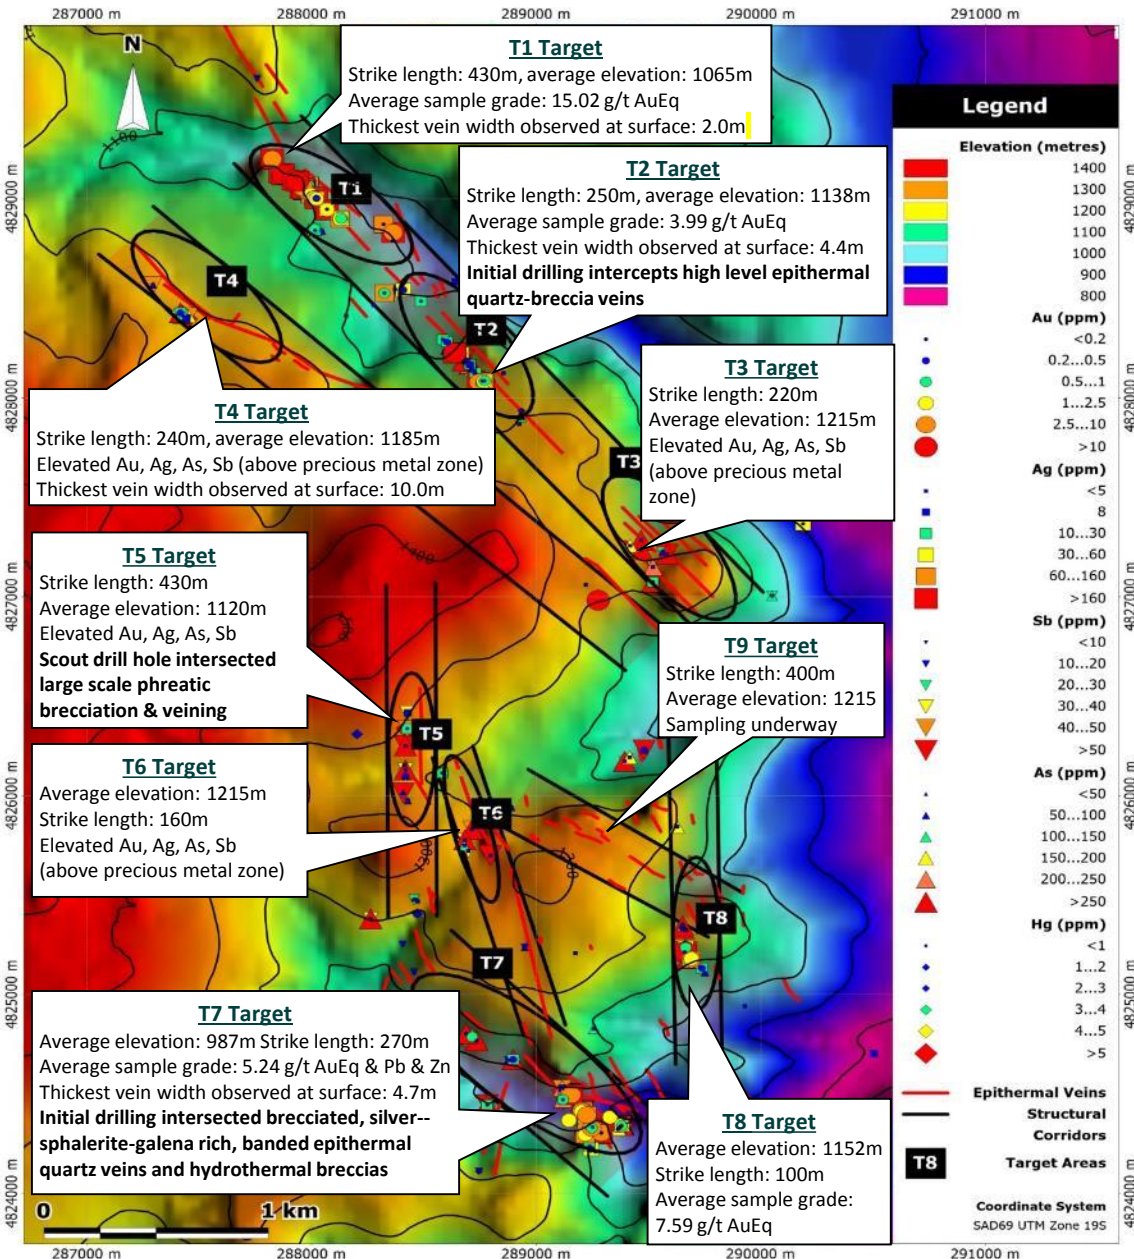 287000 m
288000 m
289000 m
290000 m
291000 m
N
T1 Target
Strike length: 430m, average elevation: 1065m
Average sample grade: 15.02 g/t AuEq
Thickest vein width observed at surface: 2.0m
T2 Target
Strike length: 250m, average elevation: 1138m
Average sample grade: 3.99 g/t AuEq
Thickest vein width observed at surface: 4.4m
Initial drilling intercepts high level epithermal
quartz-breccia veins
1100
T1
T4
T2
T3 Target
Strike length: 220m
Average elevation: 1215m
Elevated Au, Ag, As, Sb
(above precious metal
zone)
T4 Target
Strike length: 240m, average elevation: 1185m
Elevated Au, Ag, As, Sb (above precious metal zone)
Thickest vein width observed at surface: 10.0m
T3
1400
T5 Target
Strike length: 430m
Average elevation: 1120m
Elevated Au, Ag, As, Sb
Scout drill hole intersected
large scale phreatic
brecciation & veining
T9 Target
Strike length: 400m
Average elevation: 1215
Sampling underway
T5
T6 Target
Average elevation: 1215m
Strike length: 160m
Elevated Au, Ag, As, Sb
(above precious metal zone)
T6
1300
T8
T7
T7 Target
Average elevation: 987m Strike length: 270m
Average sample grade: 5.24 g/t AuEq & Pb & Zn
Thickest vein width observed at surface: 4.7m
Initial drilling intersected brecciated, silver--
sphalerite-galena rich, banded epithermal
quartz veins and hydrothermal breccias
T8 Target
Average elevation: 1152m
Strike length: 100m
Average sample grade:
7.59 g/t AuEq
0 1 km
Legend
Elevation (metres)
1400
1300
1200
1100
1000
900
800
Au (ppm)
<0.2
0.2...0.5
0.5...1
1...2.5
2.5...10
>10
Ag (ppm)
<5
8
10...30
30...60
60...160
>160
Sb (ppm)
<10
10...20
20...30
30...40
40...50
>50
As (ppm)
<50
50...100
100...150
150...200
200...250
>250
Hg (ppm)
<1
1...2
2...3
3...4
4...5
>5
Epithermal Veins
Structural
Corridors
T8 Target Areas
Coordinate System
SAD69 UTM Zone 19S
4829000 m
4828000 m
4827000 m
4826000 m
4825000 m
4824000 m
4829000 m
4828000 m
4827000 m
4826000 m
4825000 m
4824000 m
287000 m
288000 m
289000 m
290000 m
291000 m